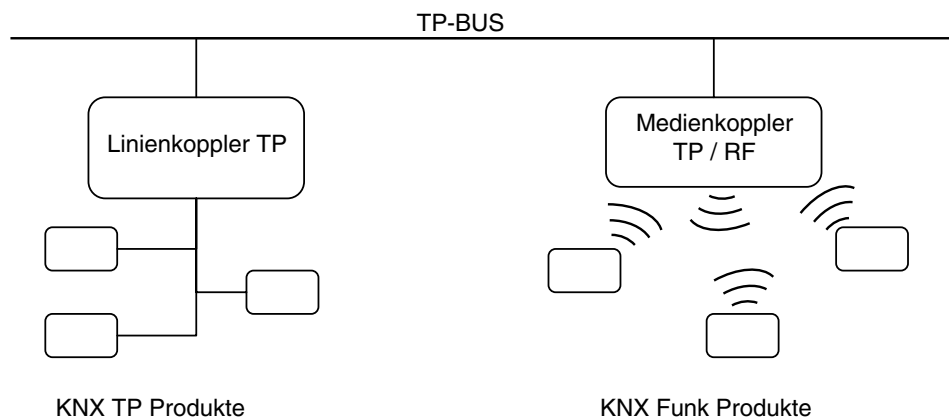 TP-BUS
Linienkoppler TP
Medienkoppler
TP / RF
KNX TP Produkte
KNX Funk Produkte